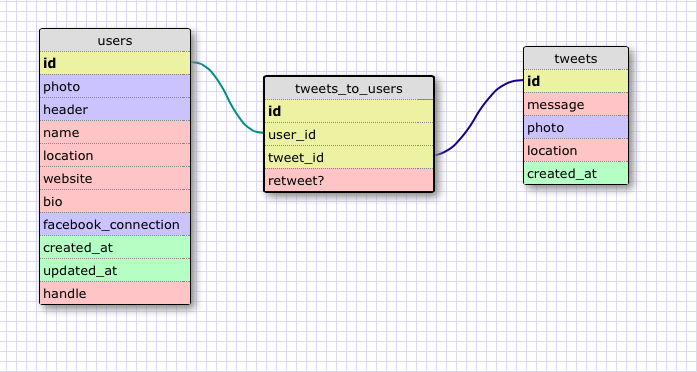 users
id
photo
header
name
location
website
bio
facebook_connection
created_at
updated_at
handle
tweets_to_users
id
user_id
tweet_id
retweet?
tweets
id
message
photo
location
created_at